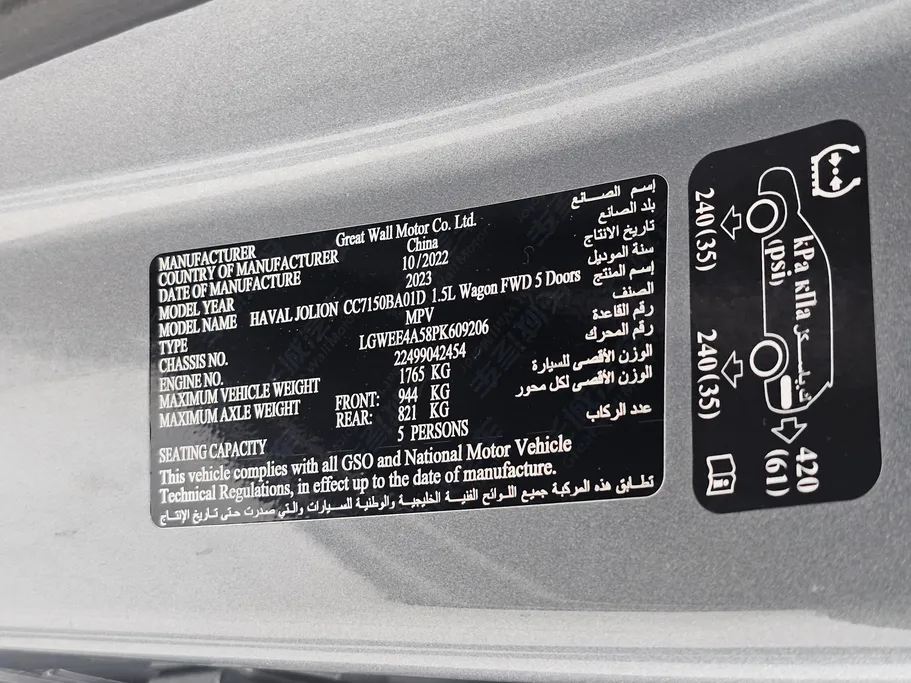 MANUFACTURER Great Wall Motor Co. Ltd. إسم الصانع
COUNTRY OF MANUFACTURER China بلد الصانع
DATE OF MANUFACTURE 10/2022 تاريخ الانتاج
MODEL YEAR 2023 سنة الموديل
MODEL NAME HAVAL JOLION CC7150BA01D 1.5L Wagon FWD 5 Doors إسم المنتج
TYPE MPV الصنف
CHASSIS NO. LGWEE4A58PK609206 رقم القاعدة
ENGINE NO. 22499042454 رقم المحرك
MAXIMUM VEHICLE WEIGHT 1765 KG الوزن الأقصى للسيارة
MAXIMUM AXLE WEIGHT FRONT: 944 KG الوزن الأقصى لكل محور
REAR: 821 KG
SEATING CAPACITY 5 PERSONS عدد الركاب
This vehicle complies with all GSO and National Motor Vehicle
Technical Regulations, in effect up to the date of manufacture.
تطابق هذه المركبة جميع اللوائح الفنية الخليجية والوطنية للسيارات والتي صدرت حتى تاريخ الإنتاج
kPa кПа ك.باسكال
(psi)
240(35)
240(35)
420
(61)